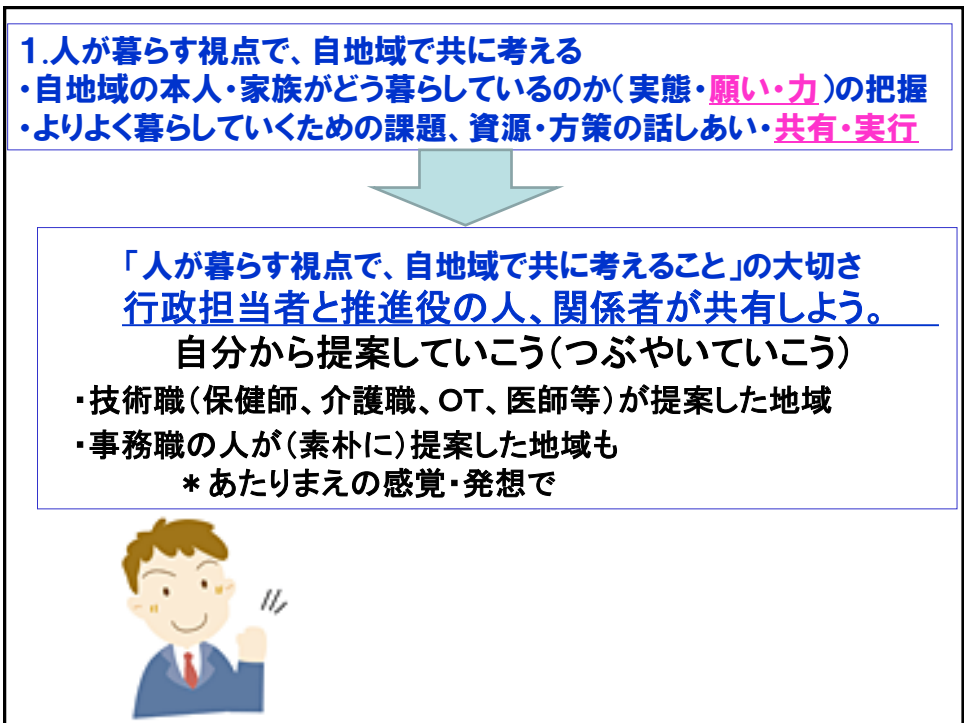 １.人が暮らす視点で、自地域で共に考える
・自地域の本人・家族がどう暮らしているのか（実態・願い・力）の把握
・よりよく暮らしていくための課題、資源・方策の話しあい・共有・実行
「人が暮らす視点で、自地域で共に考えること」の大切さ
行政担当者と推進役の人、関係者が共有しよう。
自分から提案していこう（つぶやいていこう）
・技術職（保健師、介護職、ＯＴ、医師等）が提案した地域
・事務職の人が（素朴に）提案した地域も
＊あたりまえの感覚・発想で